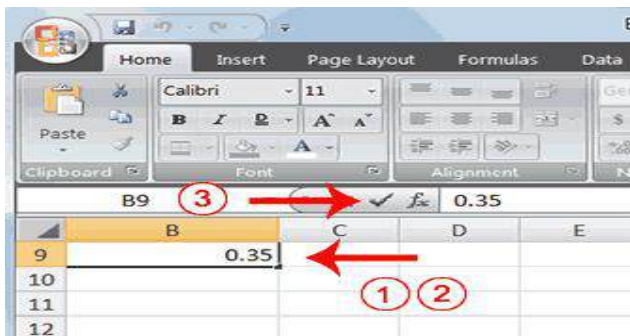 Home Insert Page Layout Formulas Data
Calibri 11
B I U A A
Paste A $
Clipboard Font Alignment
B9 3 fx 0.35
B C D E
9 0.35
10 1 2
11
12